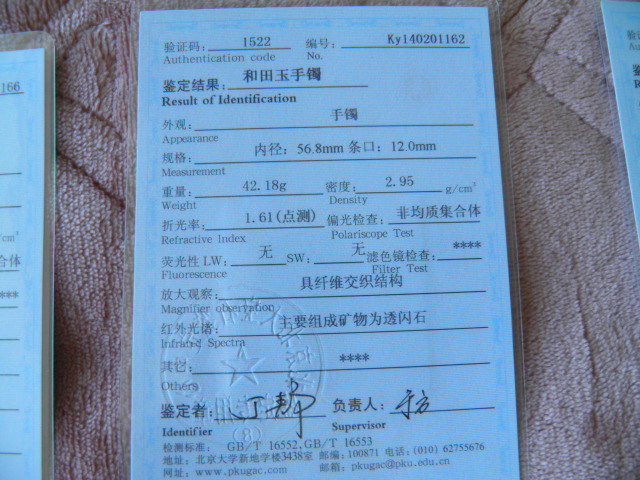 验证码: 1522 编号: Ky140201162
Authentication code No.
鉴定结果: 和田玉手镯
Result of Identification
外观: 手镯
Appearance
规格: 内径: 56.8mm 条口: 12.0mm
Measurement
重量: 42.18g 密度: 2.95 g/cm³
Weight Density
折光率: 1.61(点测) 偏光检查: 非均质集合体
Refractive Index Polariscope Test
荧光性 LW: 无 SW: 无 滤色镜检查: ****
Fluorescence Filter Test
放大观察: 具纤维交织结构
Magnifier observation
红外光谱: 主要组成矿物为透闪石
Infrared Spectra
其它: ****
Others
鉴定者: 负责人:
Identifier Supervisor
检测标准: GB/T 16552.GB/T 16553
地址: 北京大学新地学楼3438室 邮编: 100871 电话: (010) 62755676
网址: www.pkugac.com 邮箱: pkugac@pku.edu.cn
166
/cm³
合体
***
验证